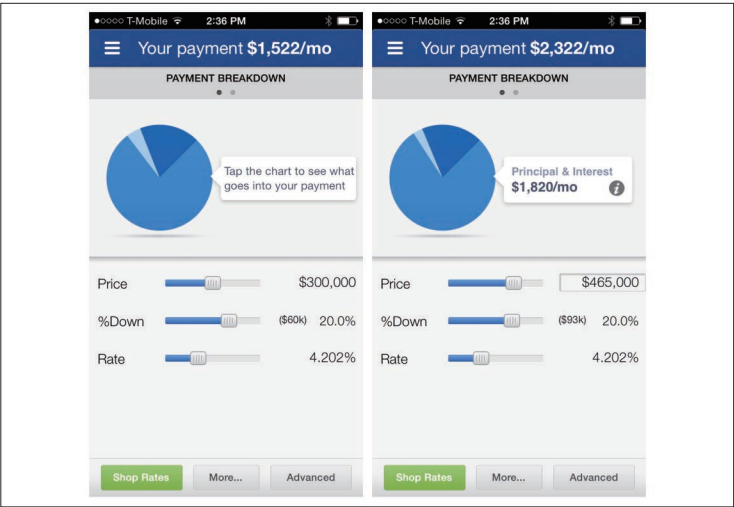 ●○○○○ T-Mobile 2:36 PM
Your payment $1,522/mo
PAYMENT BREAKDOWN
Tap the chart to see what
goes into your payment
Price $300,000
%Down ($60k) 20.0%
Rate 4.202%
Shop Rates More... Advanced
●○○○○ T-Mobile 2:36 PM
Your payment $2,322/mo
PAYMENT BREAKDOWN
Principal & Interest
$1,820/mo i
Price $465,000
%Down ($93k) 20.0%
Rate 4.202%
Shop Rates More... Advanced